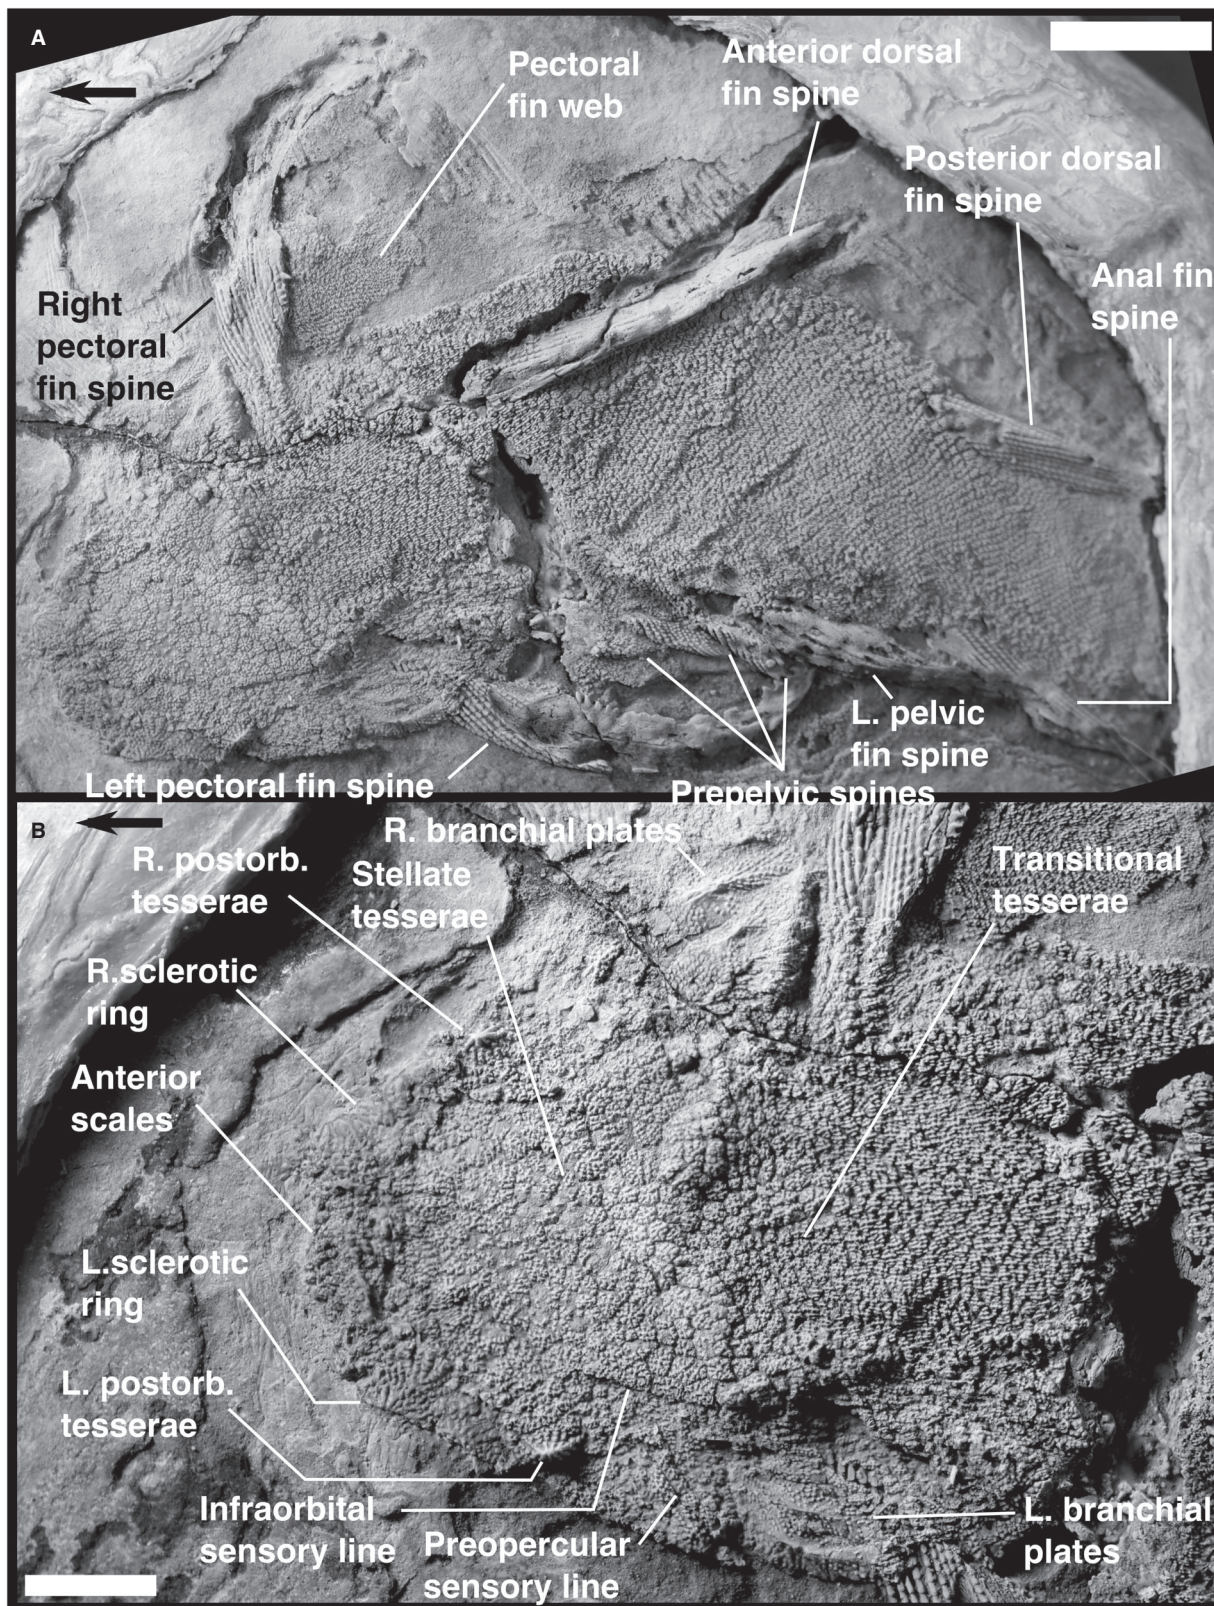 A
Pectoral
fin web
Anterior dorsal
fin spine
Posterior dorsal
fin spine
Anal fin
spine
Right
pectoral
fin spine
L. pelvic
fin spine
Left pectoral fin spine
Prepelvic spines
B
R. branchial plates
R. postorb.
tesserae
Stellate
tesserae
Transitional
tesserae
R.sclerotic
ring
Anterior
scales
L.sclerotic
ring
L. postorb.
tesserae
Infraorbital
sensory line
Preopercular
sensory line
L. branchial
plates